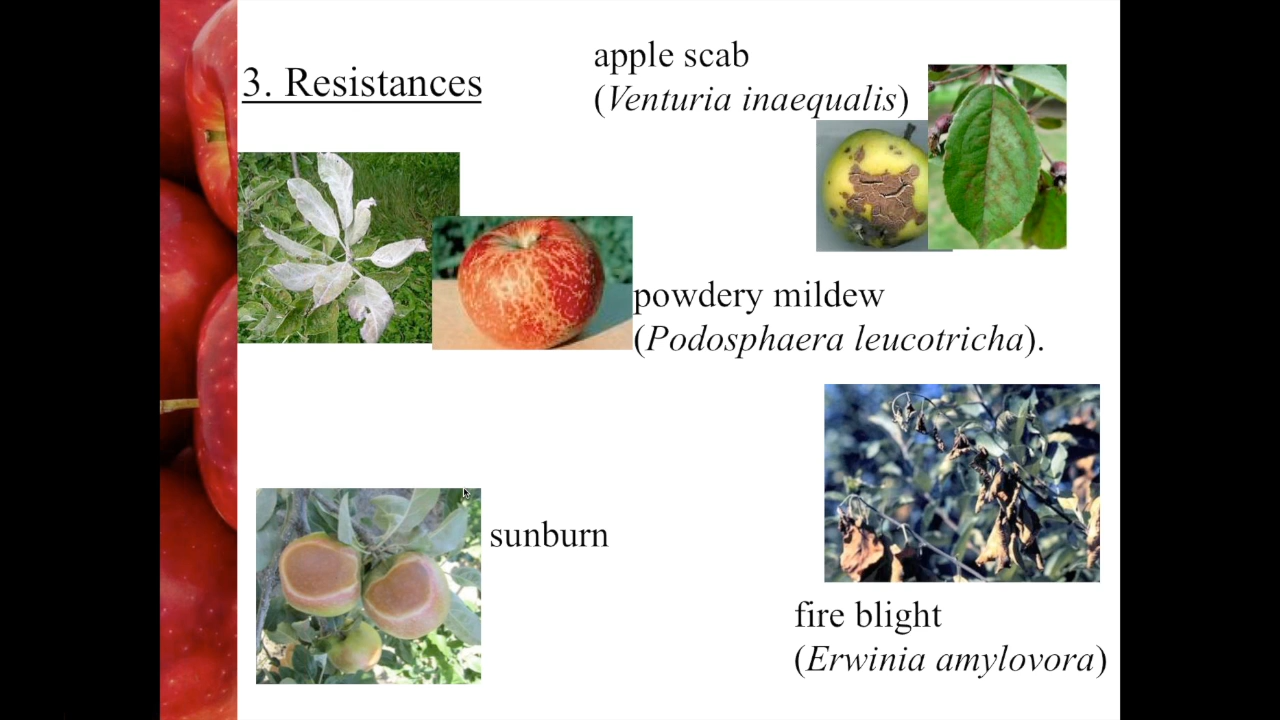 3. Resistances
apple scab
(Venturia inaequalis)
powdery mildew
(Podosphaera leucotricha).
sunburn
fire blight
(Erwinia amylovora)